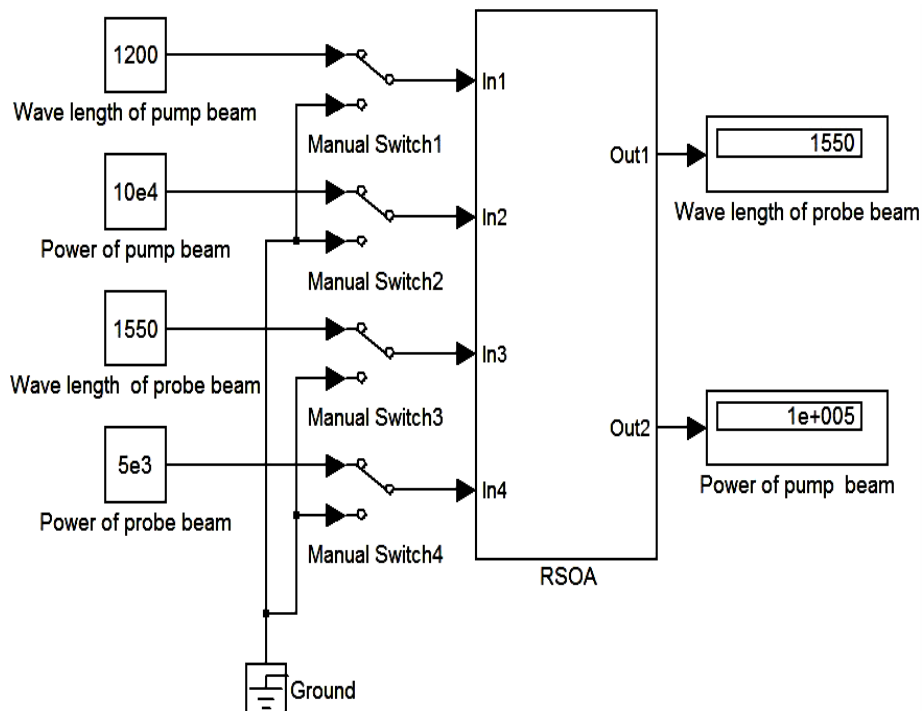 1200
Wave length of pump beam
Manual Switch1
In1
10e4
Power of pump beam
Manual Switch2
In2
1550
Wave length of probe beam
Manual Switch3
In3
5e3
Power of probe beam
Manual Switch4
In4
RSOA
Out1
1550
Wave length of probe beam
Out2
1e+005
Power of pump beam
Ground